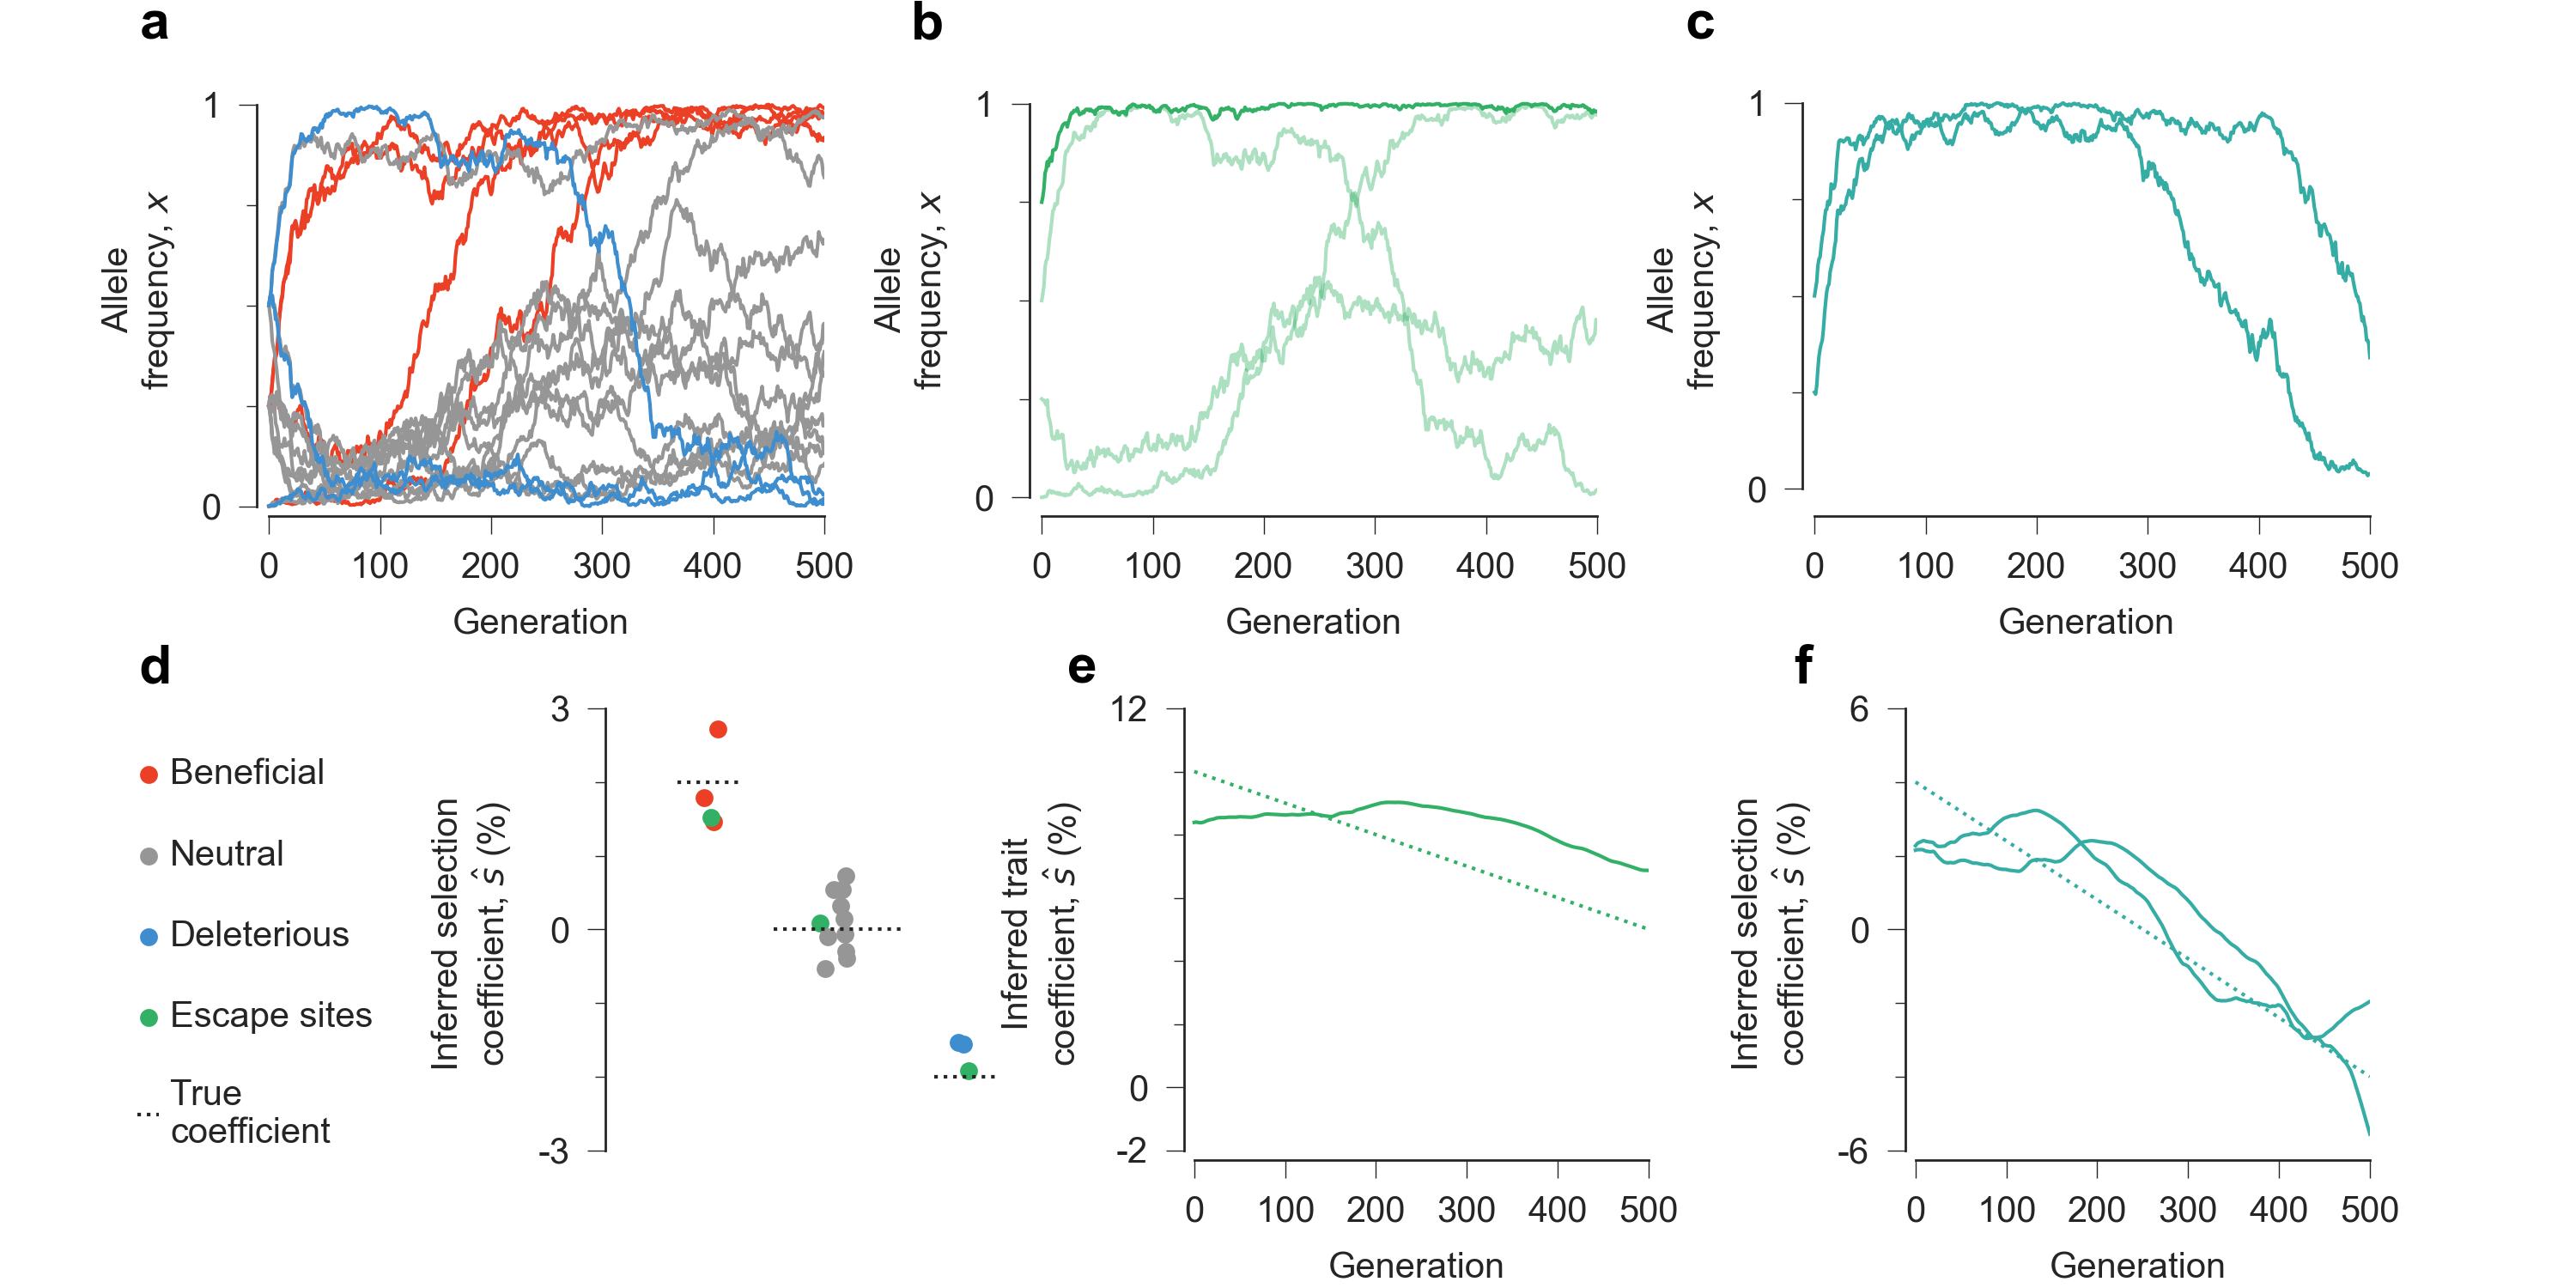 a
1
0
Allele
frequency, x
0 100 200 300 400 500
Generation
b
1
0
Allele
frequency, x
0 100 200 300 400 500
Generation
c
1
0
Allele
frequency, x
0 100 200 300 400 500
Generation
d
Beneficial
Neutral
Deleterious
Escape sites
... True
coefficient
3
0
-3
Inferred selection
coefficient, ŝ (%)
e
12
0
-2
Inferred trait
coefficient, ŝ (%)
0 100 200 300 400 500
Generation
f
6
0
-6
Inferred selection
coefficient, ŝ (%)
0 100 200 300 400 500
Generation